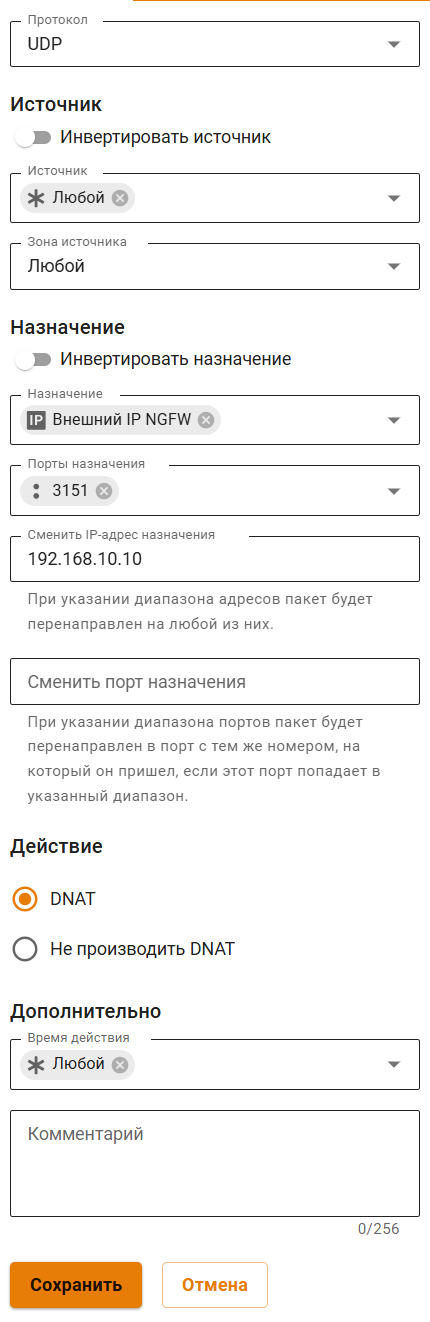 Протокол
UDP
Источник
Инвертировать источник
Источник
Любой
Зона источника
Любой
Назначение
Инвертировать назначение
Назначение
IP Внешний IP NGFW
Порты назначения
3151
Сменить IP-адрес назначения
192.168.10.10
При указании диапазона адресов пакет будет
перенаправлен на любой из них.
Сменить порт назначения
При указании диапазона портов пакет будет
перенаправлен в порт с тем же номером, на
который он пришел, если этот порт попадает в
указанный диапазон.
Действие
DNAT
Не производить DNAT
Дополнительно
Время действия
Любой
Комментарий
0/256
Сохранить
Отмена